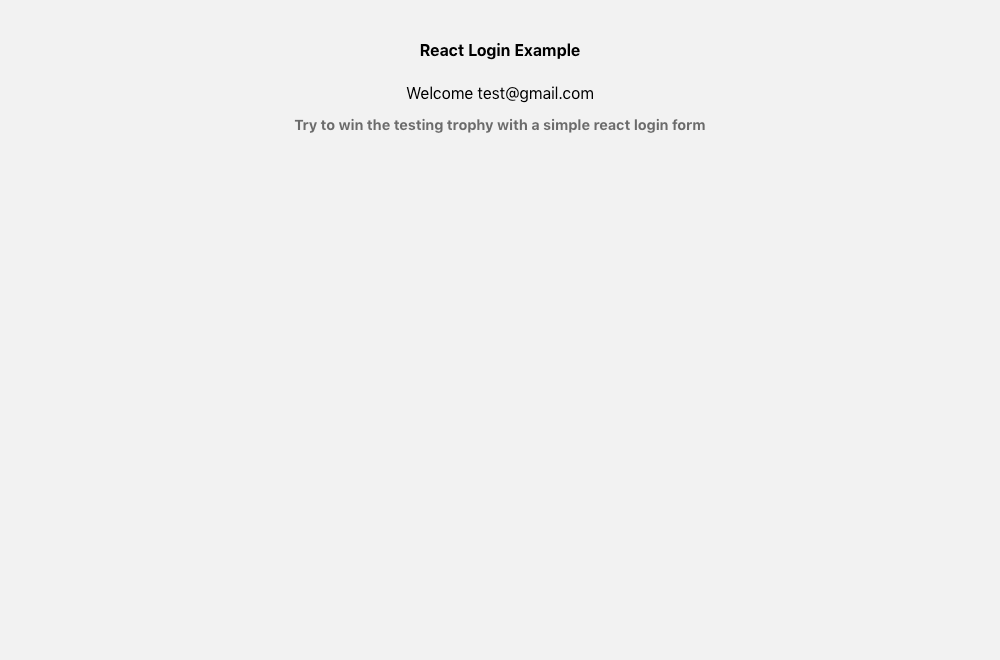 React Login Example
Welcome test@gmail.com
Try to win the testing trophy with a simple react login form